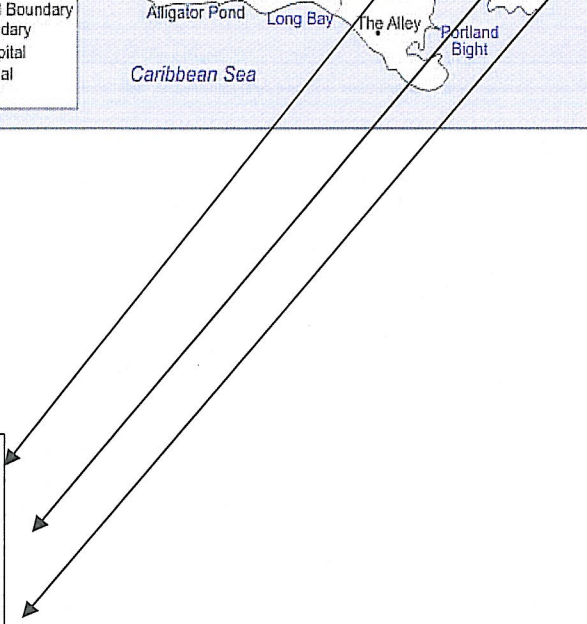 Boundary
dary
pital
al
Alligator Pond
Long Bay
The Alley
Portland
Bight
Caribbean Sea